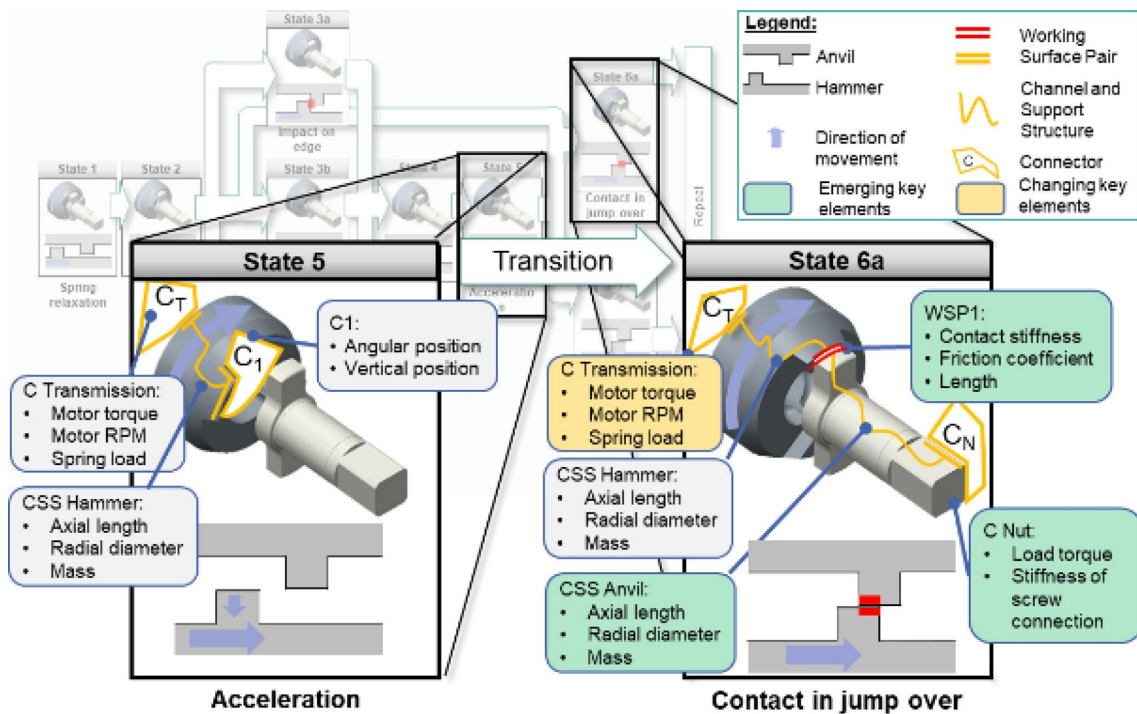 State 3a
Impact on
edge
State 1
State 2
State 3b
State 4
Spring
relaxation
Acceleration
State 6a
Contact in
jump over
Repeat
Legend:
Anvil
Hammer
Direction of
movement
Emerging key
elements
Working
Surface Pair
Channel and
Support
Structure
C
Connector
Changing key
elements
Transition
State 5
CT
C1
C1:
• Angular position
• Vertical position
C Transmission:
• Motor torque
• Motor RPM
• Spring load
CSS Hammer:
• Axial length
• Radial diameter
• Mass
Acceleration
State 6a
CT
CN
WSP1:
• Contact stiffness
• Friction coefficient
• Length
C Transmission:
• Motor torque
• Motor RPM
• Spring load
CSS Hammer:
• Axial length
• Radial diameter
• Mass
CSS Anvil:
• Axial length
• Radial diameter
• Mass
C Nut:
• Load torque
• Stiffness of
screw
connection
Contact in jump over